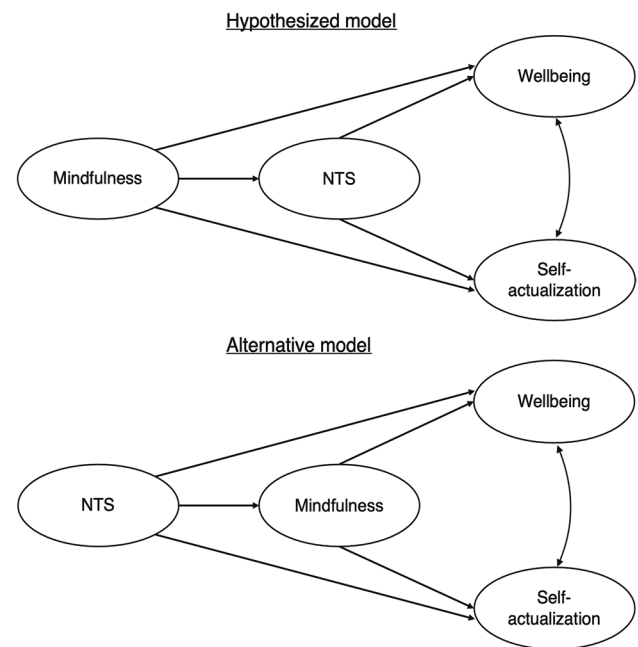 Hypothesized model
Wellbeing
Mindfulness
NTS
Self-
actualization
Alternative model
Wellbeing
NTS
Mindfulness
Self-
actualization